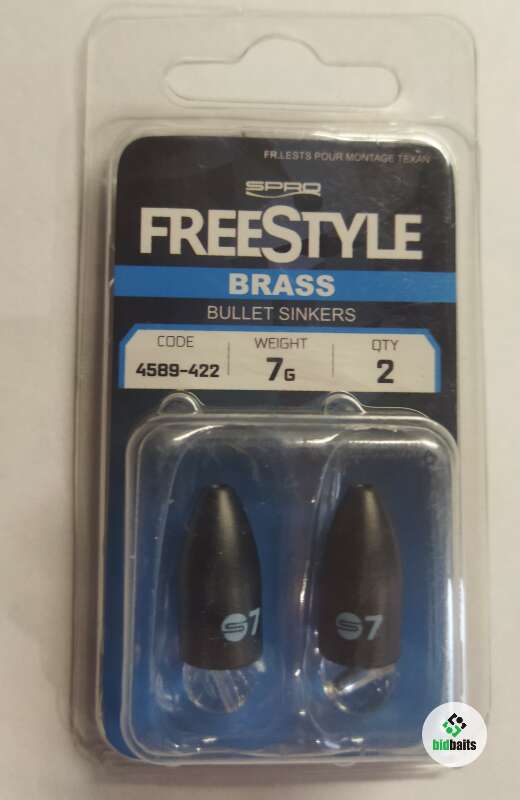 FR.LESTS POUR MONTAGE TEXAN
SPRO
FREESTYLE
BRASS
BULLET SINKERS
CODE WEIGHT QTY
4589-422 7G 2
S7 S7
bidbaits